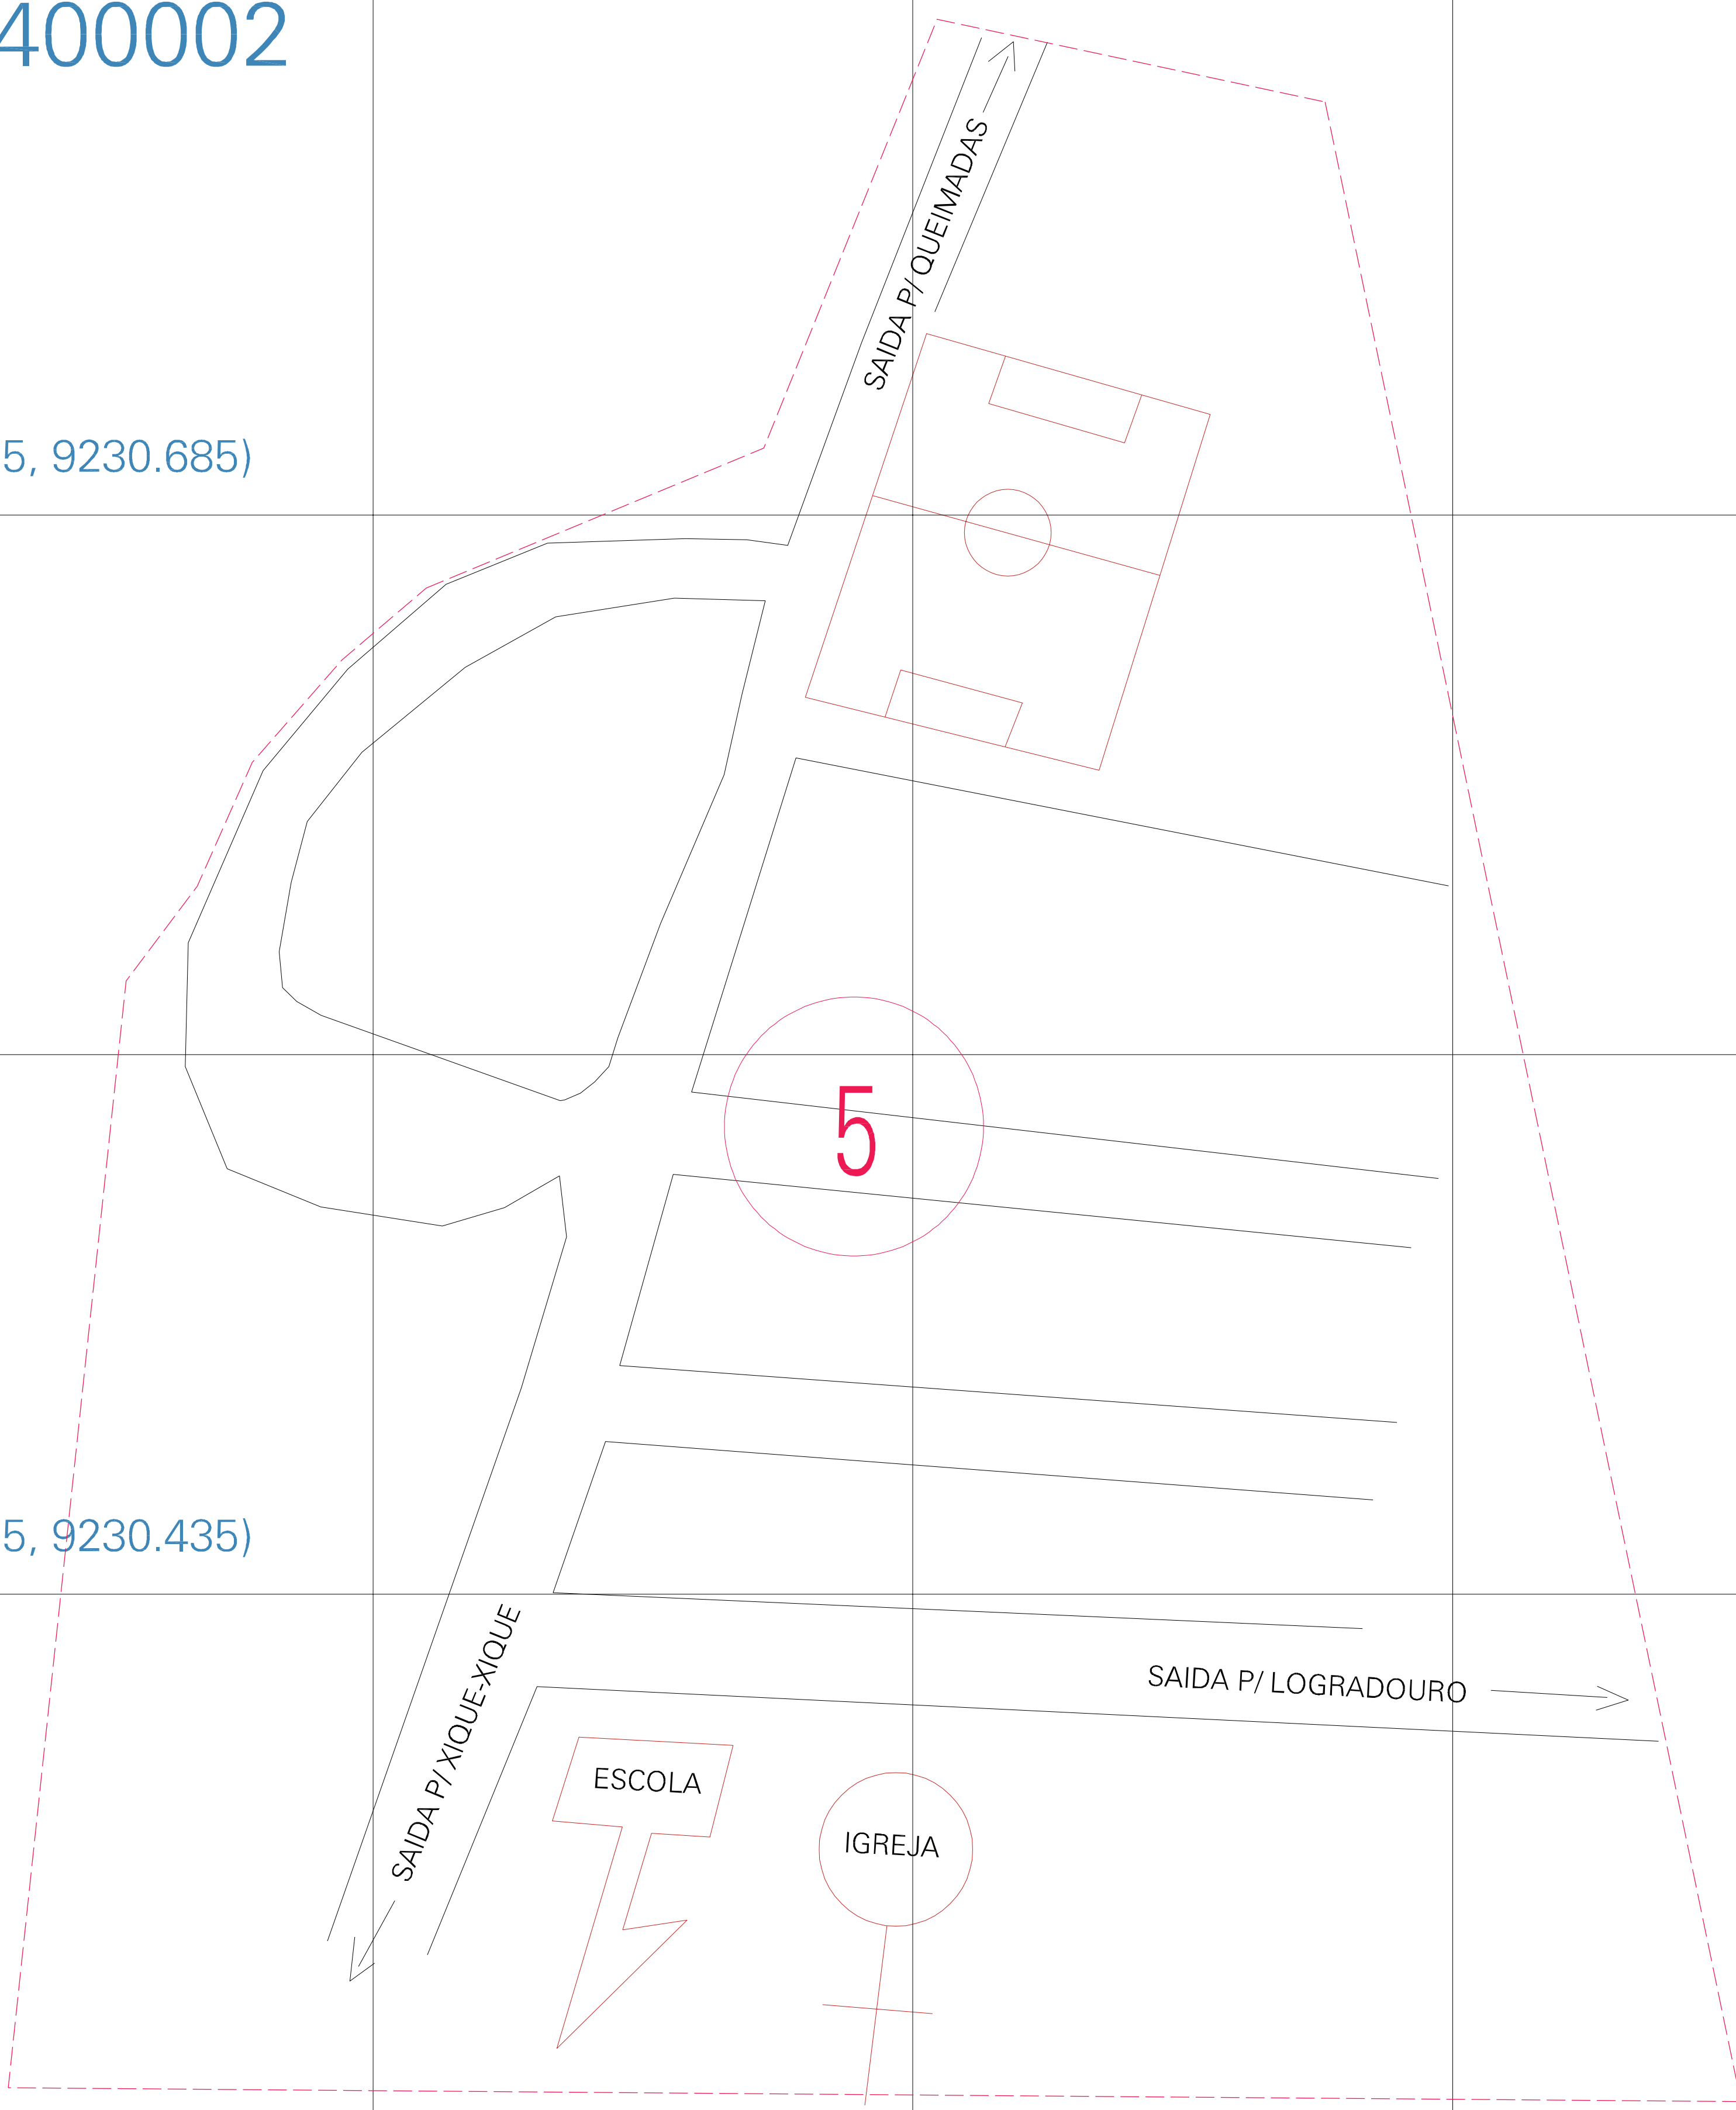 400002
SAIDA P/ QUEIMADAS
5, 9230.685)
5
5, 9230.435)
SAIDA P/ XIQUE-XIQUE
SAIDA P/ LOGRADOURO
ESCOLA
IGREJA